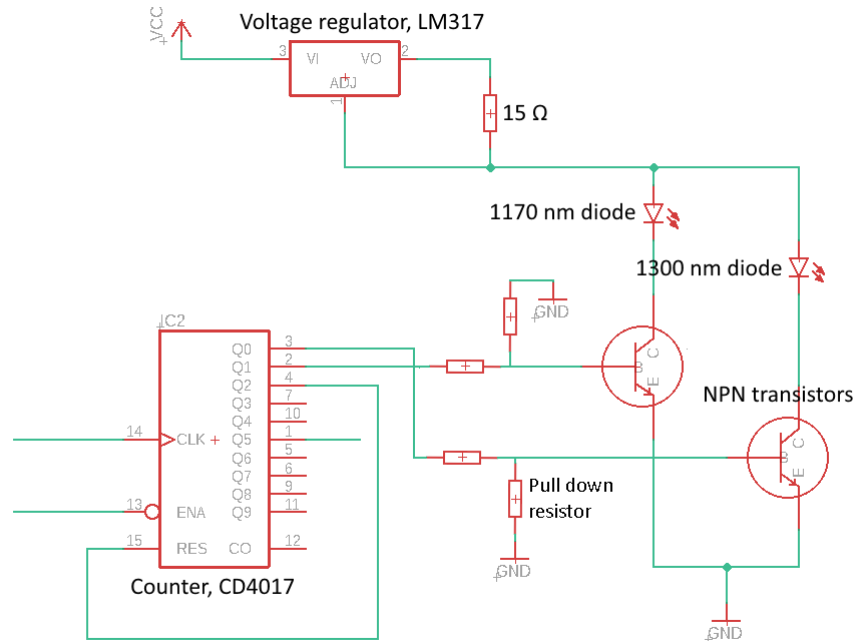 VCC
Voltage regulator, LM317
3 VI VO 2
ADJ
1
15 Ω
1170 nm diode
1300 nm diode
GND
IC2
Q0 3
Q1 2
Q2 4
Q3 7
Q4 10
14 CLK Q5 1
Q6 5
Q7 6
Q8 9
13 ENA Q9 11
15 RES CO 12
C
B
E
NPN transistors
C
B
E
Pull down
resistor
GND
Counter, CD4017
GND